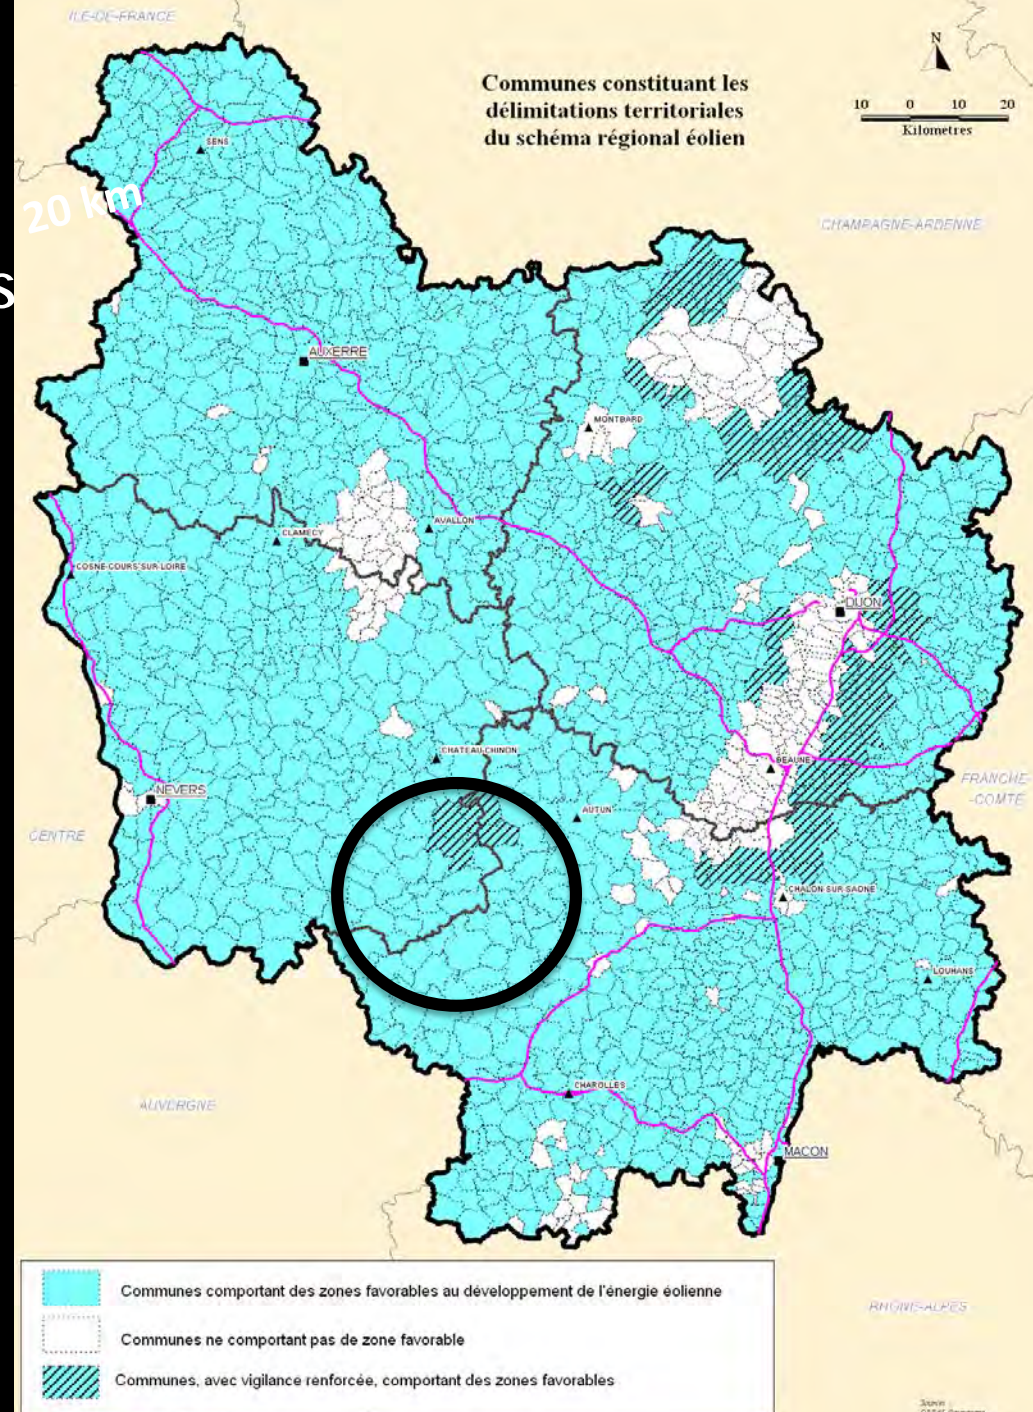 ILE-DE-FRANCE
Communes constituant les
délimitations territoriales
du schéma régional éolien
N
10 0 10 20
Kilometres
SENS
20 km
CHAMPAGNE-ARDENNE
S
AUXERRE
MONTBARD
AVALLON
CLAMECY
COSNE-COURS-SUR-LOIRE
DIJON
CHATEAU-CHINON
BEAUNE
NEVERS
FRANCHE
-COMTE
AUTUN
CENTRE
CHALON-SUR-SAONE
LOUHANS
CHAROLLES
AUVERGNE
MACON
Communes comportant des zones favorables au développement de l'énergie éolienne
RHONE-ALPES
Communes ne comportant pas de zone favorable
Communes, avec vigilance renforcée, comportant des zones favorables